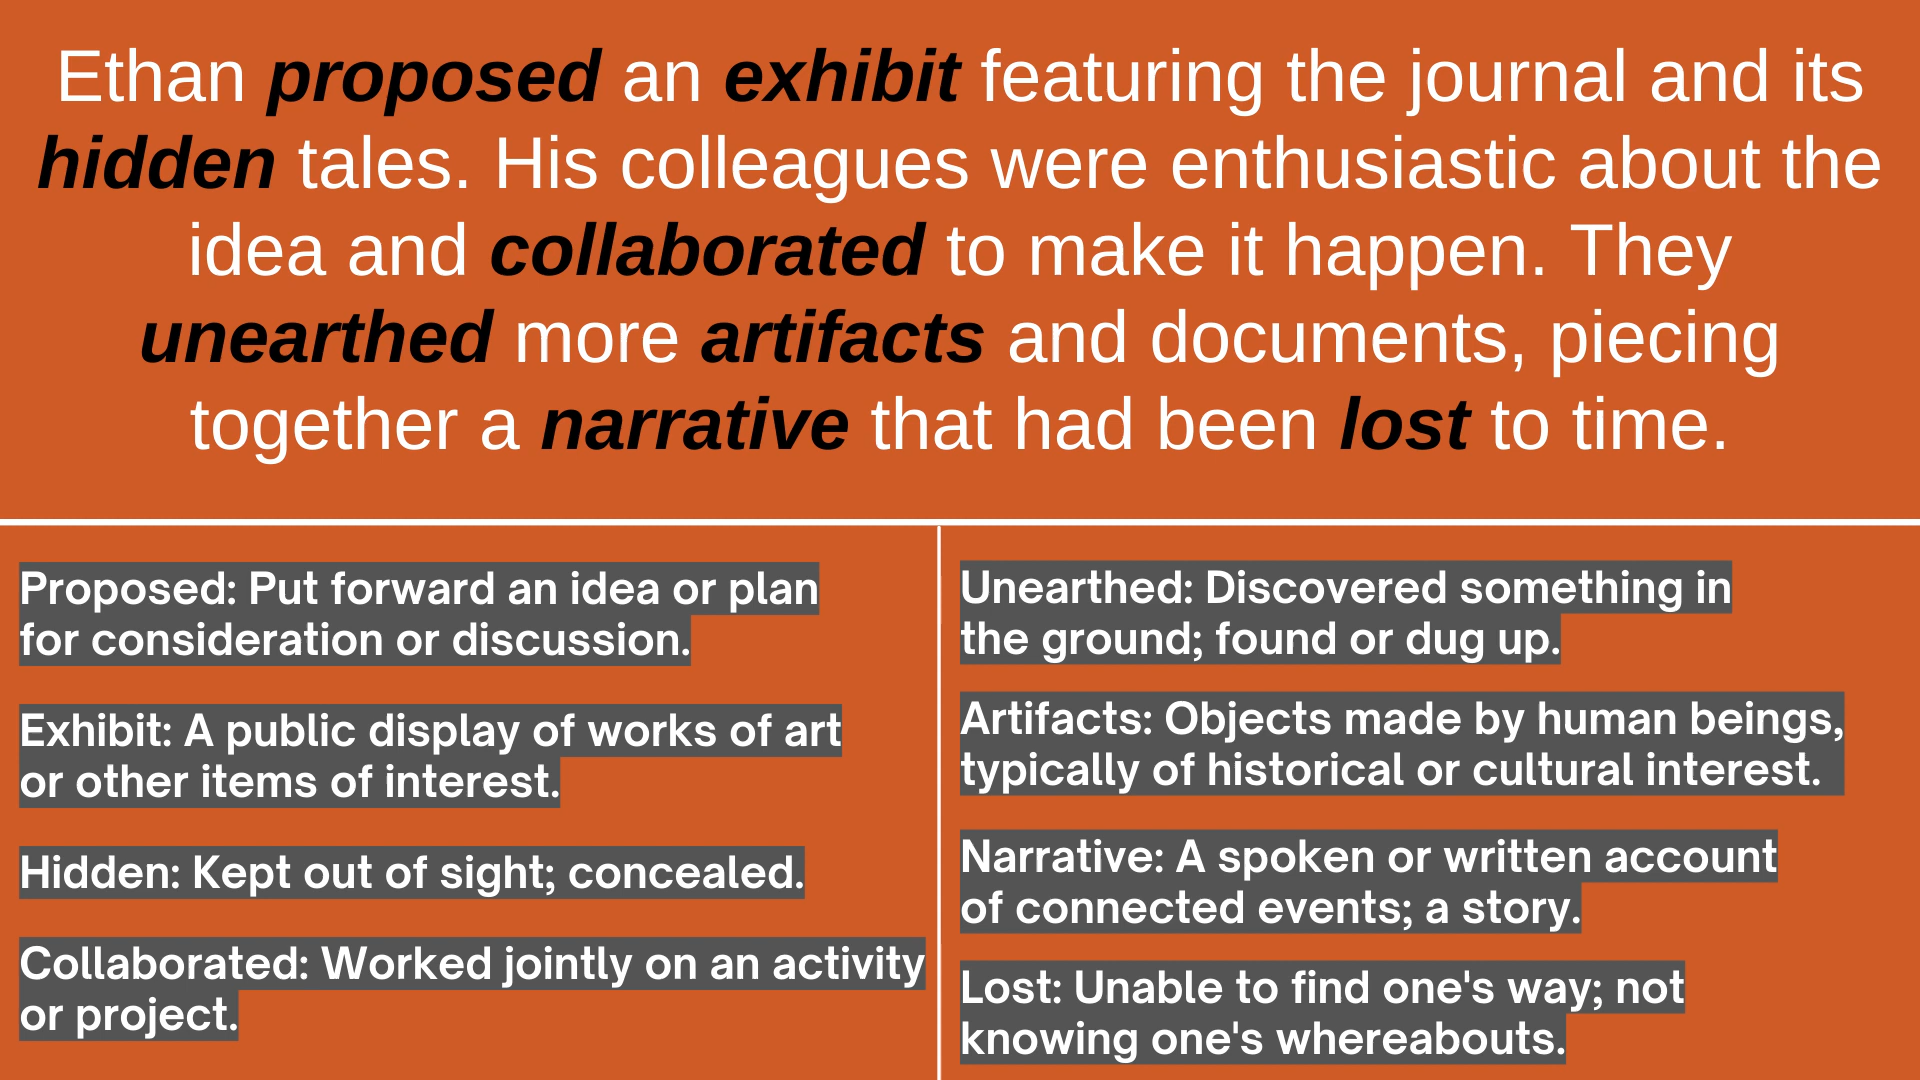 Ethan proposed an exhibit featuring the journal and its
hidden tales. His colleagues were enthusiastic about the
idea and collaborated to make it happen. They
unearthed more artifacts and documents, piecing
together a narrative that had been lost to time.
Proposed: Put forward an idea or plan
for consideration or discussion.
Exhibit: A public display of works of art
or other items of interest.
Hidden: Kept out of sight; concealed.
Collaborated: Worked jointly on an activity
or project.
Unearthed: Discovered something in
the ground; found or dug up.
Artifacts: Objects made by human beings,
typically of historical or cultural interest.
Narrative: A spoken or written account
of connected events; a story.
Lost: Unable to find one's way; not
knowing one's whereabouts.